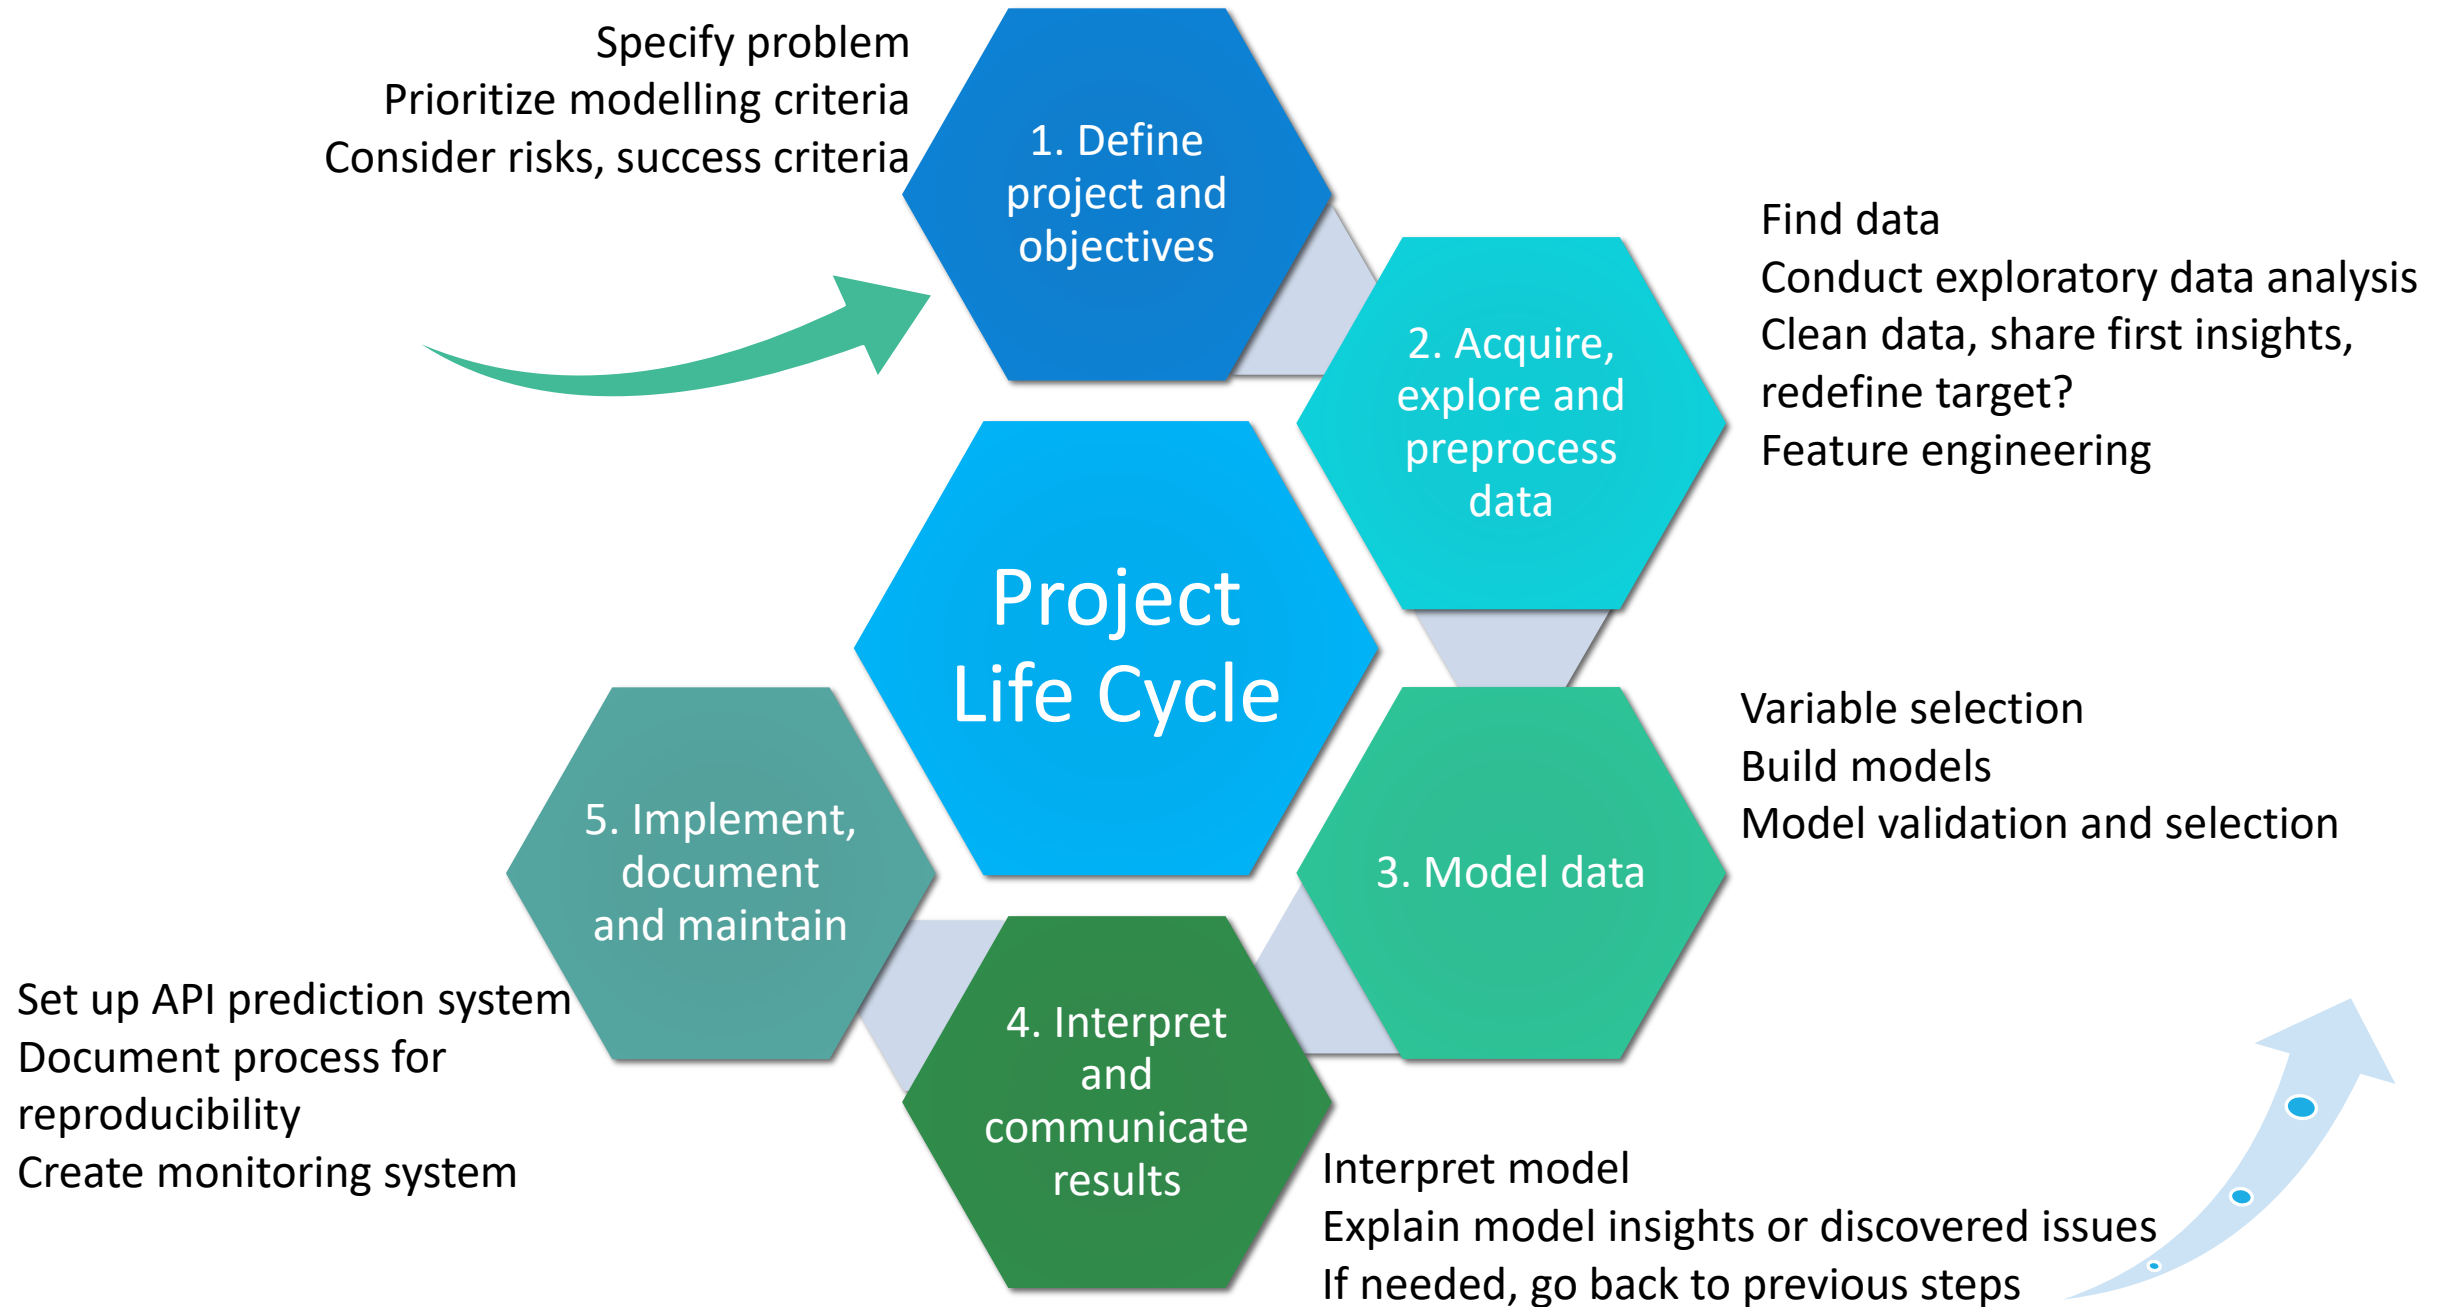 Specify problem
Prioritize modelling criteria
Consider risks, success criteria
1. Define
project and
objectives
Find data
Conduct exploratory data analysis
Clean data, share first insights,
redefine target?
Feature engineering
2. Acquire,
explore and
preprocess
data
Project
Life Cycle
Variable selection
Build models
Model validation and selection
3. Model data
4. Interpret
and
communicate
results
Interpret model
Explain model insights or discovered issues
If needed, go back to previous steps
5. Implement,
document
and maintain
Set up API prediction system
Document process for
reproducibility
Create monitoring system